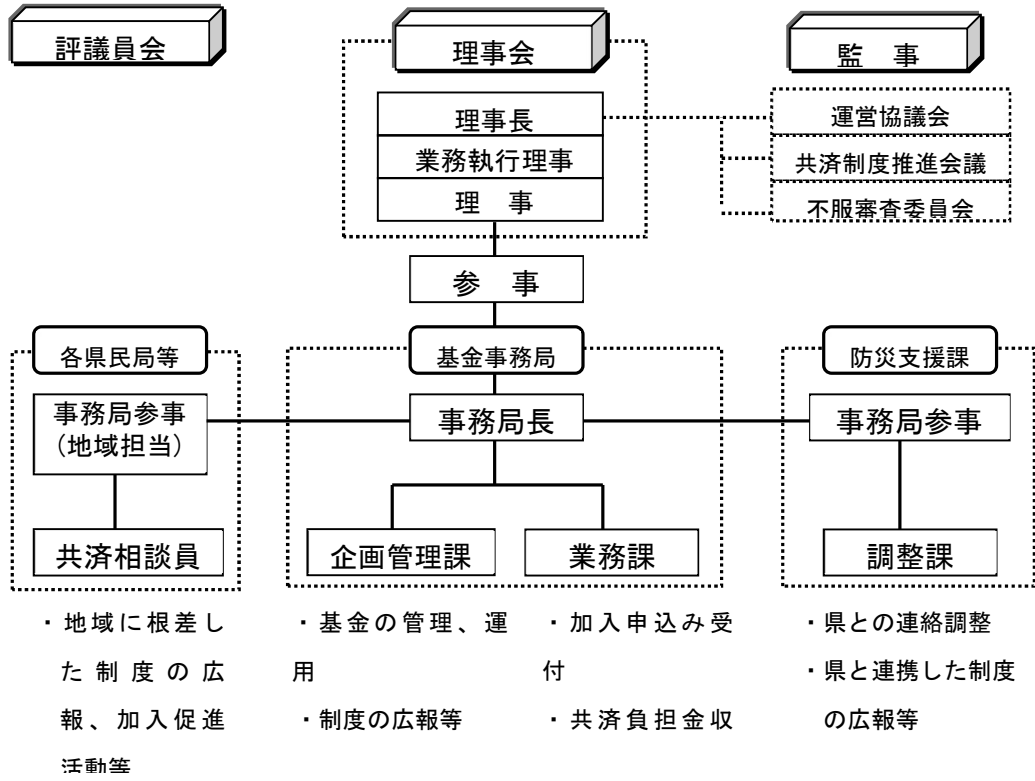 評議員会
理事会
監　事
理事長
業務執行理事
理　事
運営協議会
共済制度推進会議
不服審査委員会
参　事
各県民局等
基金事務局
防災支援課
事務局参事
（地域担当）
事務局長
事務局参事
共済相談員
企画管理課
業務課
調整課
・地域に根差し
た制度の広
報、加入促進
活動等
・基金の管理、運
用
・制度の広報等
・加入申込み受
付
・共済負担金収
・県との連絡調整
・県と連携した制度
の広報等